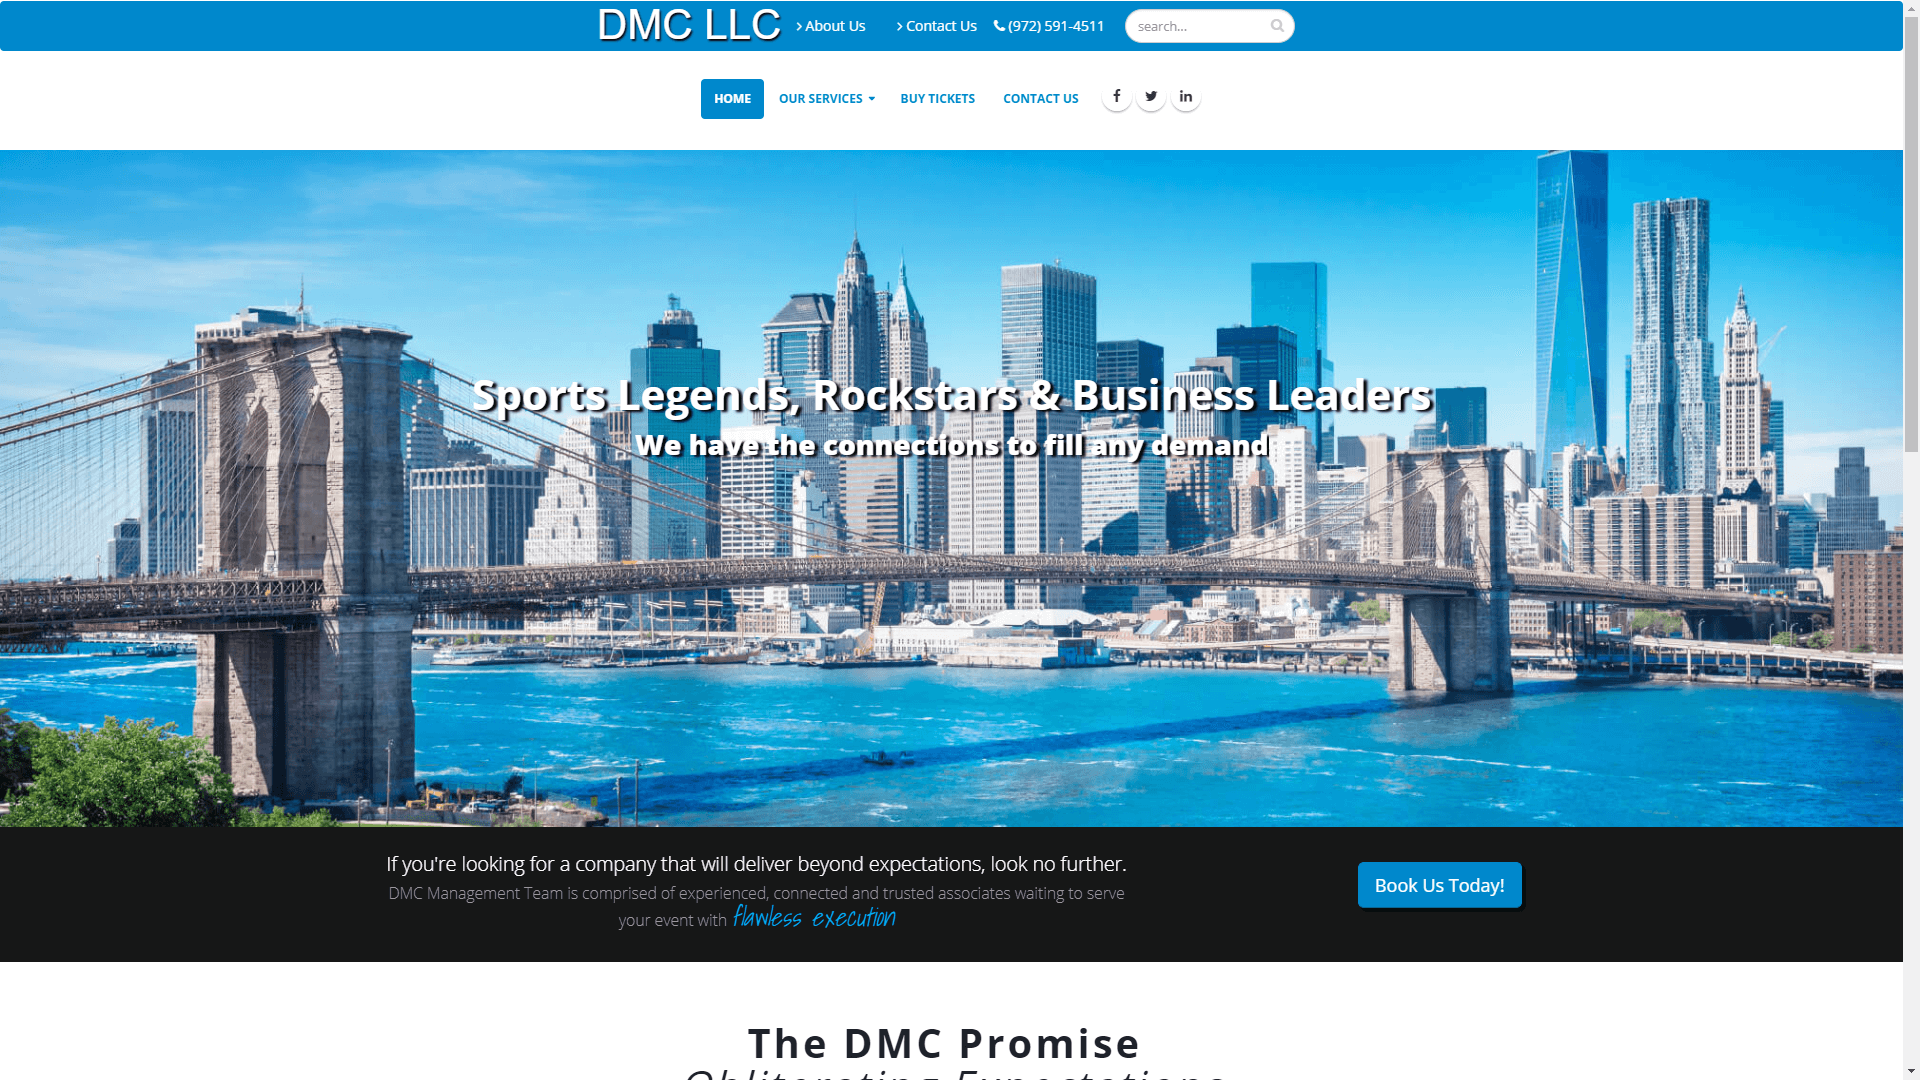 DMC LLC
About Us
Contact Us
(972) 591-4511
search...
HOME
OUR SERVICES
BUY TICKETS
CONTACT US
Sports Legends, Rockstars & Business Leaders
We have the connections to fill any demand
If you're looking for a company that will deliver beyond expectations, look no further.
DMC Management Team is comprised of experienced, connected and trusted associates waiting to serve
your event with flawless execution
Book Us Today!
The DMC Promise
Obliterating Expectations